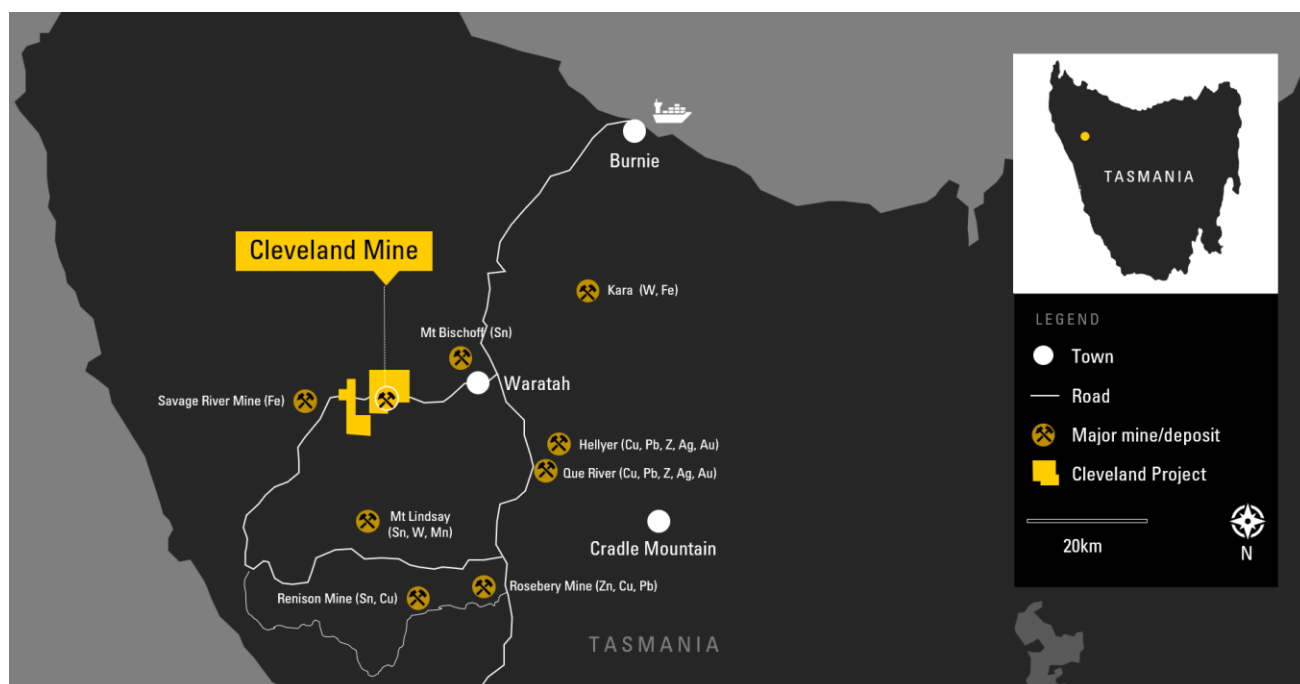 Burnie
Cleveland Mine
Kara (W, Fe)
Mt Bischoff (Sn)
Waratah
Savage River Mine (Fe)
Hellyer (Cu, Pb, Z, Ag, Au)
Que River (Cu, Pb, Z, Ag, Au)
Mt Lindsay
(Sn, W, Mn)
Cradle Mountain
Rosebery Mine (Zn, Cu, Pb)
Renison Mine (Sn, Cu)
TASMANIA
TASMANIA
LEGEND
Town
Road
Major mine/deposit
Cleveland Project
20km
N